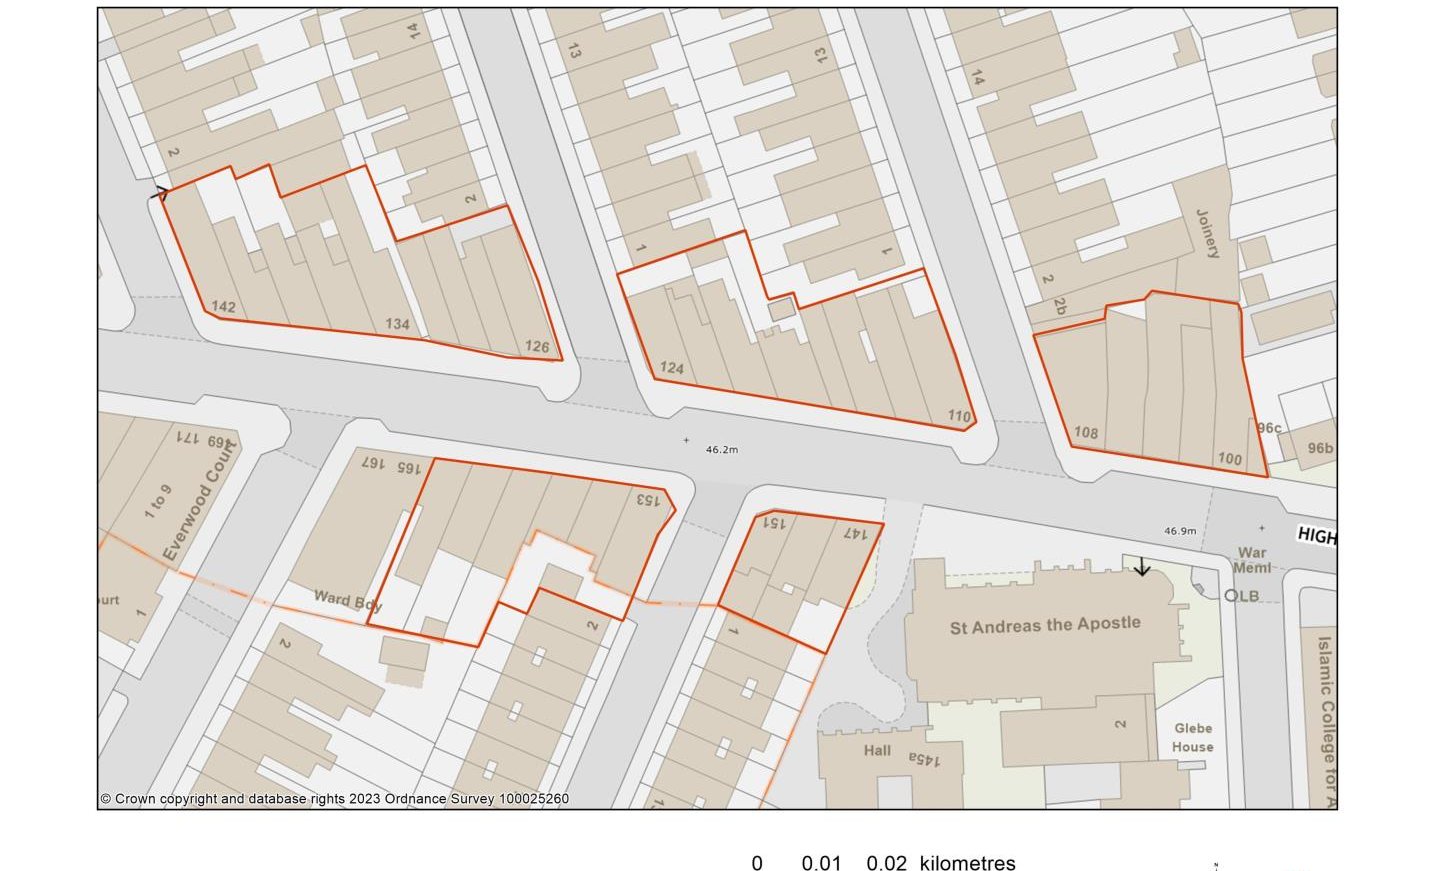 14
13
13
14
2
2
1
1
2
2b
Joinery
142
134
126
124
110
108
100
96c
96b
171
169
Everwood Court
1 to 9
167
165
153
151
147
46.2m
46.9m
HIGH
War
Meml
LB
Ward Bdy
ourt
1
2
2
1
St Andreas the Apostle
2
Glebe
House
Hall
145a
Islamic College for A
© Crown copyright and database rights 2023 Ordnance Survey 100025260
0 0.01 0.02 kilometres
N